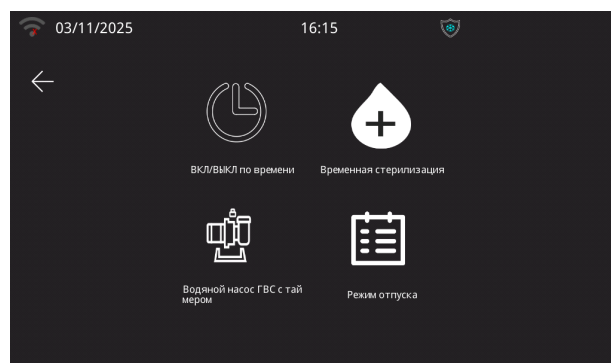 03/11/2025 16:15
ВКЛ/ВЫКЛ по времени Временная стерилизация
Водяной насос ГВС с тай
мером
Режим отпуска